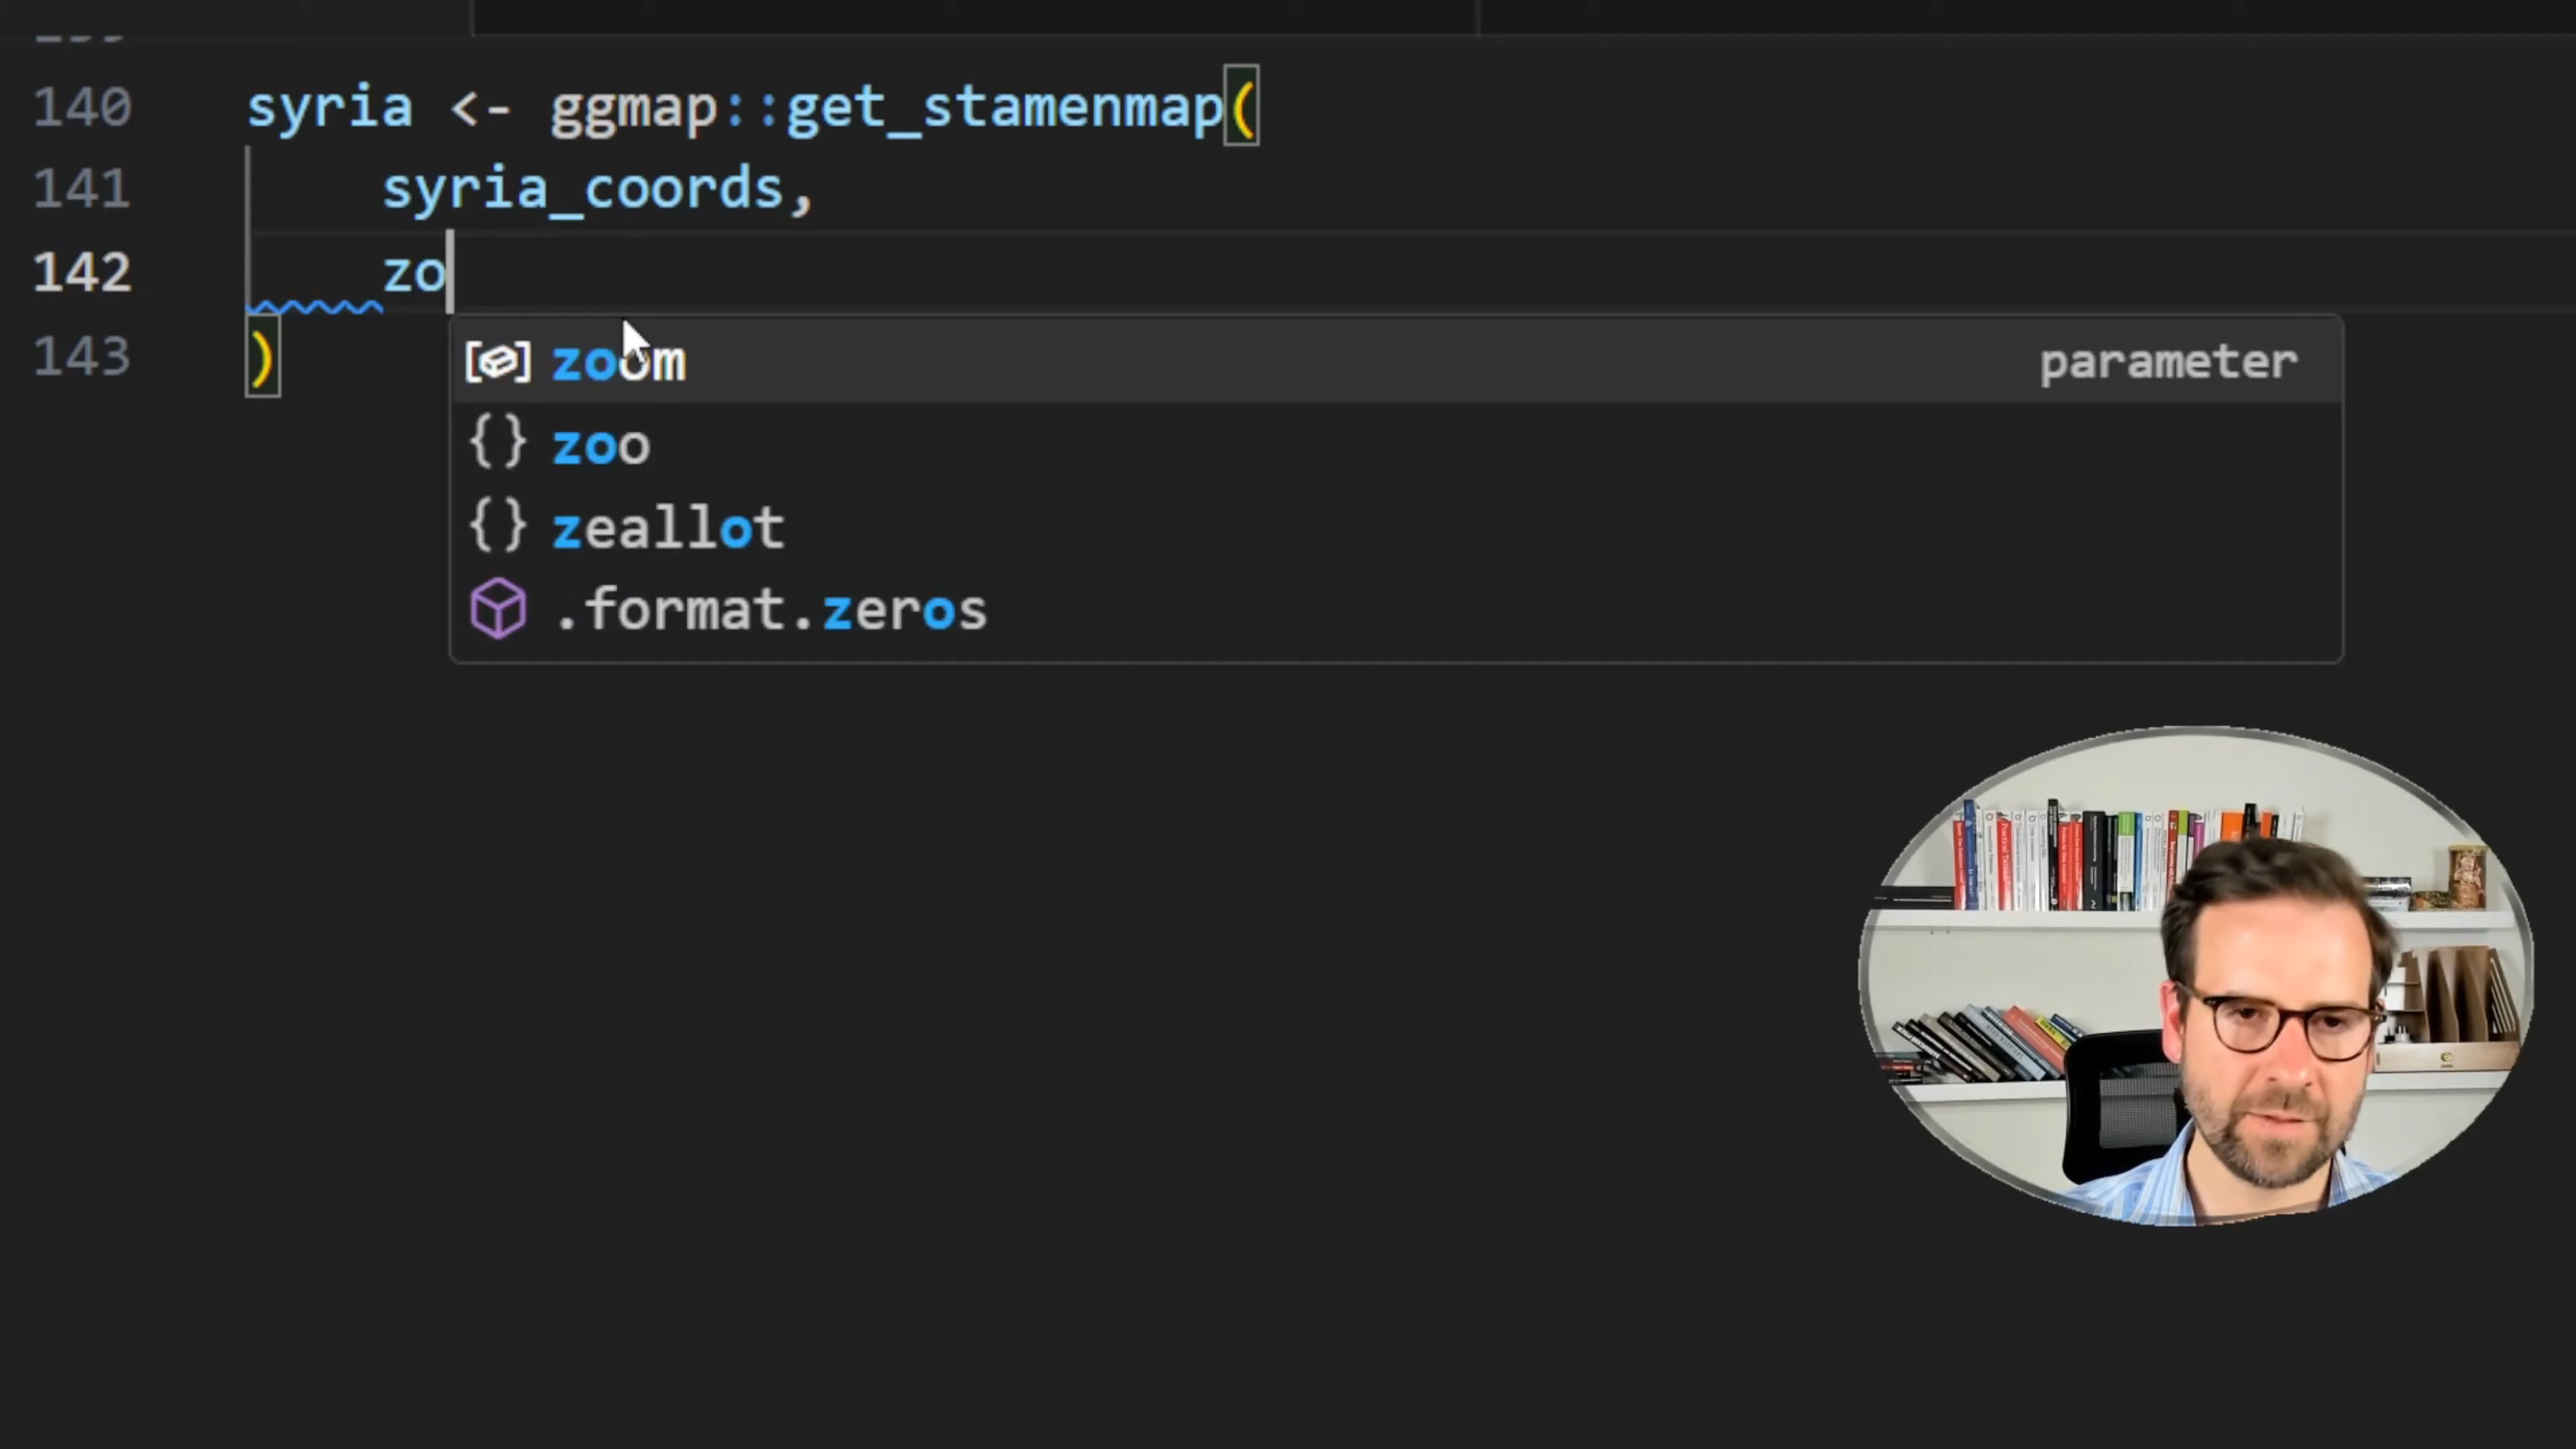 140 syria <- ggmap::get_stamenmap(
141 syria_coords,
142 zo
143 )
zoom parameter
zoo
zeallot
.format.zeros